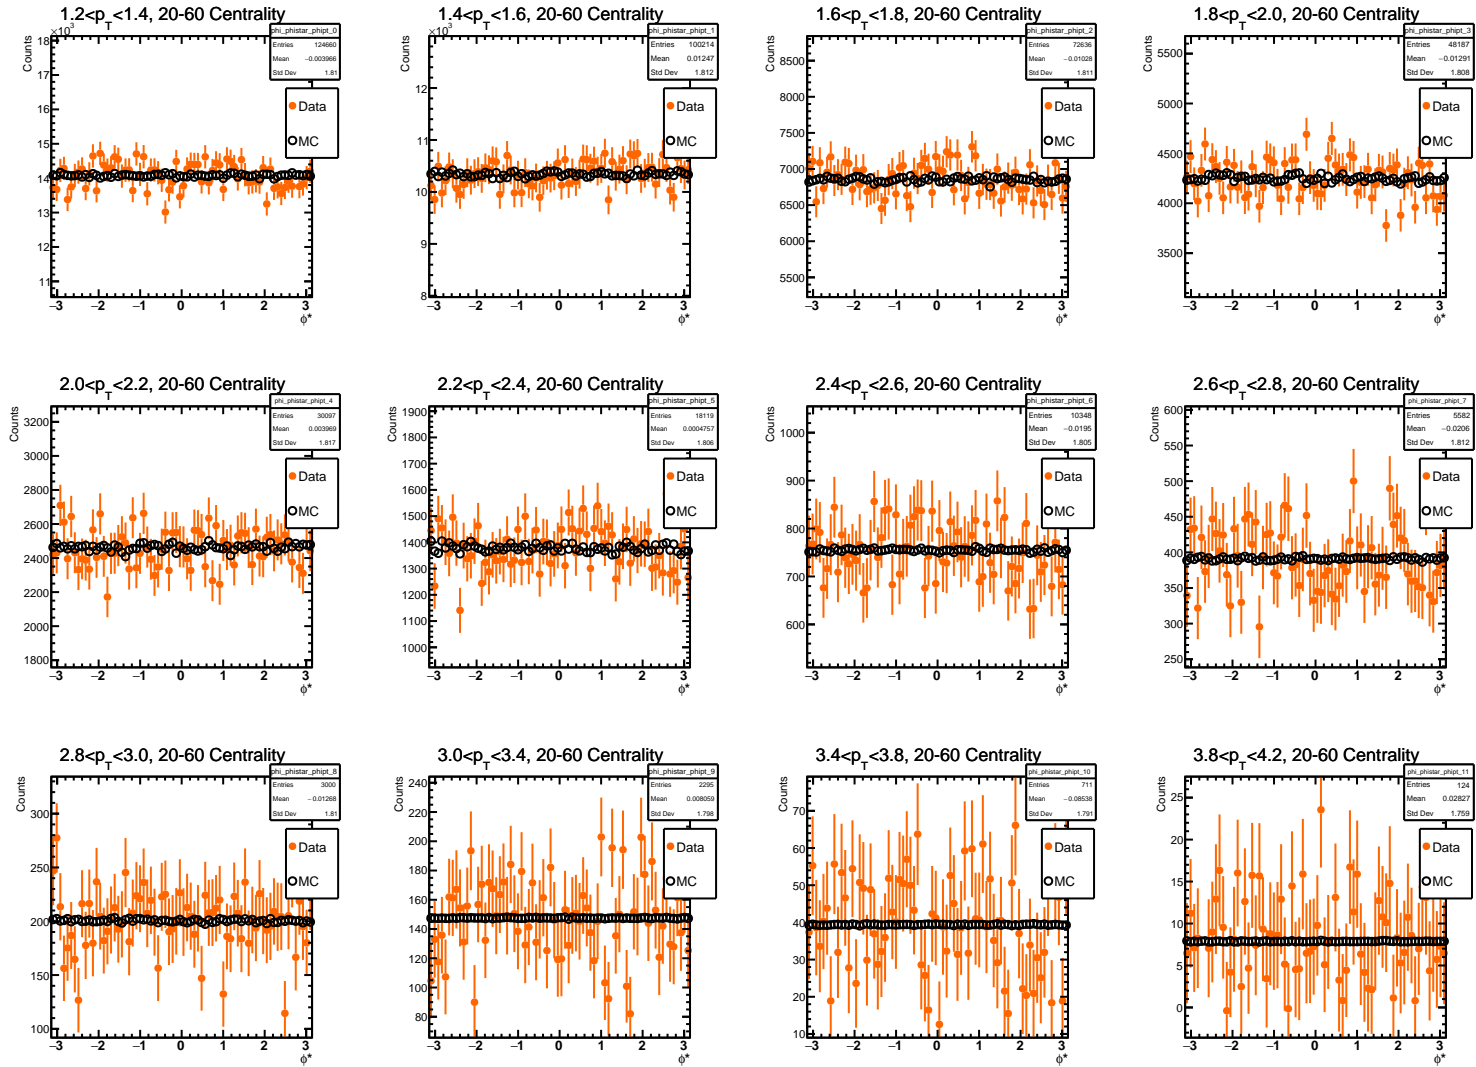 1.2<p_T<1.4, 20-60 Centrality
phi_phistar_phipt_0
Entries 124660
Mean −0.003966
Std Dev 1.81
Data
MC
Counts
×10³
18
17
16
15
14
13
12
11
−3 −2 −1 0 1 2 3
ϕ*
1.4<p_T<1.6, 20-60 Centrality
phi_phistar_phipt_1
Entries 100214
Mean 0.01247
Std Dev 1.812
Data
MC
Counts
×10³
12
11
10
9
8
−3 −2 −1 0 1 2 3
ϕ*
1.6<p_T<1.8, 20-60 Centrality
phi_phistar_phipt_2
Entries 72636
Mean −0.01028
Std Dev 1.811
Data
MC
Counts
8500
8000
7500
7000
6500
6000
5500
−3 −2 −1 0 1 2 3
ϕ*
1.8<p_T<2.0, 20-60 Centrality
phi_phistar_phipt_3
Entries 48187
Mean −0.01291
Std Dev 1.808
Data
MC
Counts
5500
5000
4500
4000
3500
−3 −2 −1 0 1 2 3
ϕ*
2.0<p_T<2.2, 20-60 Centrality
phi_phistar_phipt_4
Entries 30097
Mean 0.003969
Std Dev 1.817
Data
MC
Counts
3200
3000
2800
2600
2400
2200
2000
1800
−3 −2 −1 0 1 2 3
ϕ*
2.2<p_T<2.4, 20-60 Centrality
phi_phistar_phipt_5
Entries 18119
Mean 0.0004757
Std Dev 1.806
Data
MC
Counts
1900
1800
1700
1600
1500
1400
1300
1200
1100
1000
−3 −2 −1 0 1 2 3
ϕ*
2.4<p_T<2.6, 20-60 Centrality
phi_phistar_phipt_6
Entries 10348
Mean −0.0195
Std Dev 1.805
Data
MC
Counts
1000
900
800
700
600
−3 −2 −1 0 1 2 3
ϕ*
2.6<p_T<2.8, 20-60 Centrality
phi_phistar_phipt_7
Entries 5582
Mean −0.0206
Std Dev 1.812
Data
MC
Counts
600
550
500
450
400
350
300
250
−3 −2 −1 0 1 2 3
ϕ*
2.8<p_T<3.0, 20-60 Centrality
phi_phistar_phipt_8
Entries 3000
Mean −0.01268
Std Dev 1.81
Data
MC
Counts
300
250
200
150
100
−3 −2 −1 0 1 2 3
ϕ*
3.0<p_T<3.4, 20-60 Centrality
phi_phistar_phipt_9
Entries 2295
Mean 0.008059
Std Dev 1.798
Data
MC
Counts
240
220
200
180
160
140
120
100
80
−3 −2 −1 0 1 2 3
ϕ*
3.4<p_T<3.8, 20-60 Centrality
phi_phistar_phipt_10
Entries 711
Mean −0.08538
Std Dev 1.791
Data
MC
Counts
70
60
50
40
30
20
10
−3 −2 −1 0 1 2 3
ϕ*
3.8<p_T<4.2, 20-60 Centrality
phi_phistar_phipt_11
Entries 124
Mean 0.02827
Std Dev 1.759
Data
MC
Counts
25
20
15
10
5
0
−3 −2 −1 0 1 2 3
ϕ*